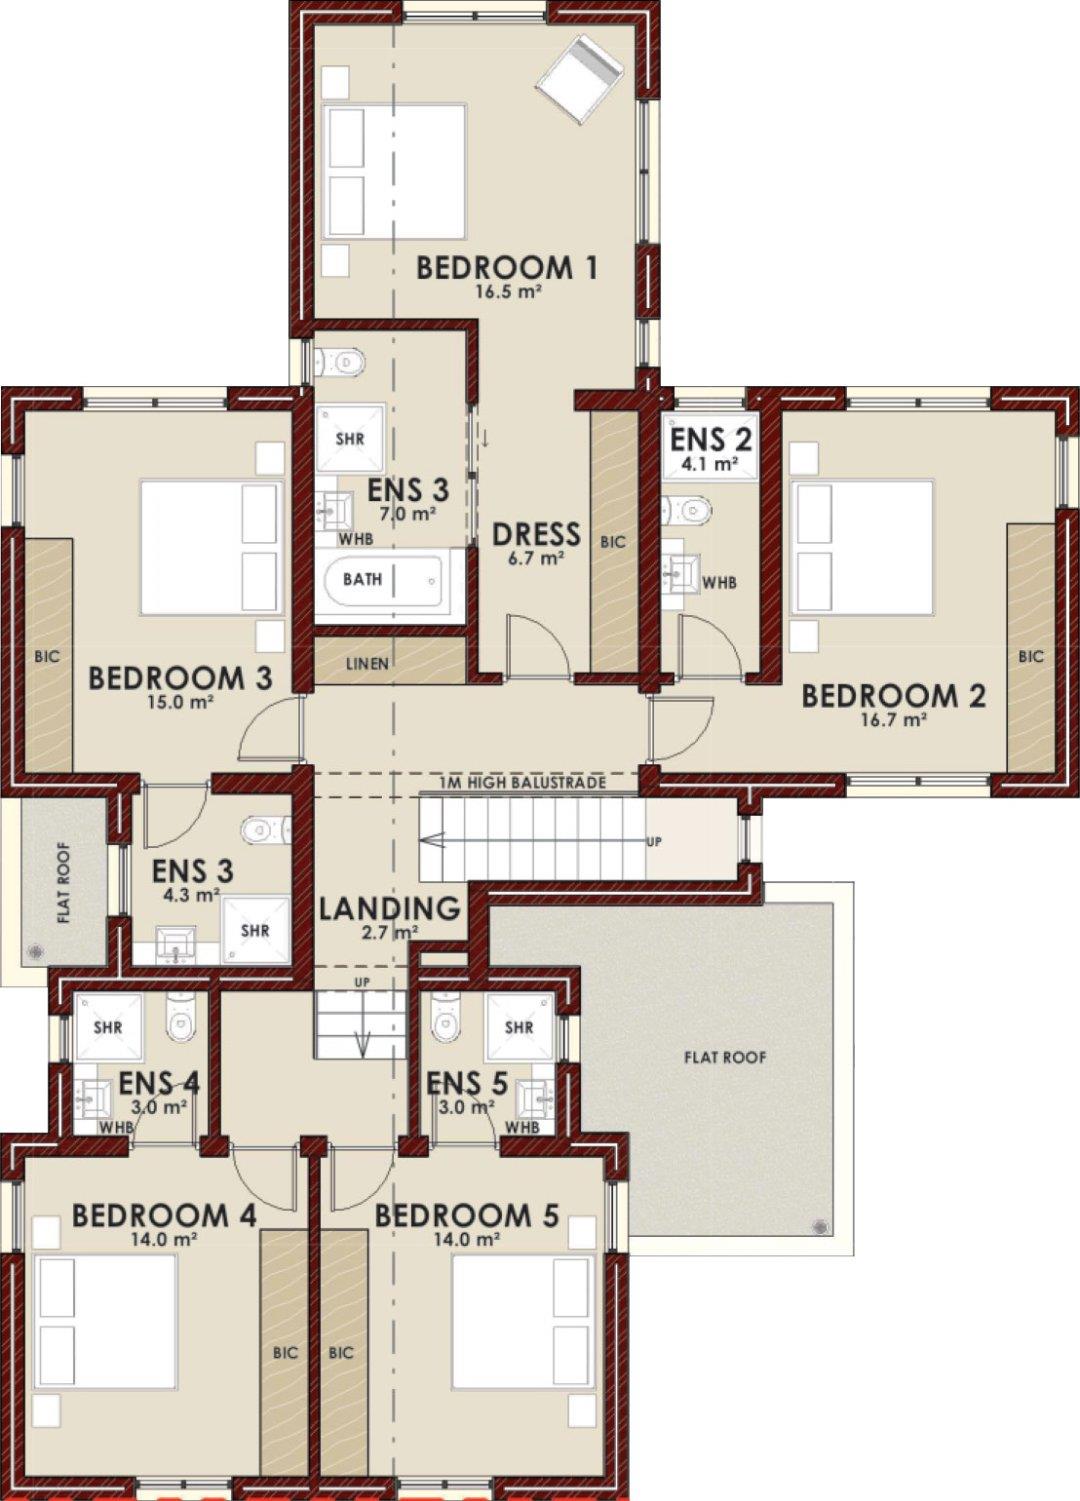 BEDROOM 1
16.5 m²
SHR
ENS 3
7.0 m²
WHB
BATH
DRESS
6.7 m²
BIC
ENS 2
4.1 m²
WHB
BIC
BEDROOM 3
15.0 m²
LINEN
BEDROOM 2
16.7 m²
BIC
1M HIGH BALUSTRADE
UP
FLAT ROOF
ENS 3
4.3 m²
SHR
LANDING
2.7 m²
UP
SHR
ENS 4
3.0 m²
WHB
SHR
ENS 5
3.0 m²
WHB
FLAT ROOF
BEDROOM 4
14.0 m²
BIC
BEDROOM 5
14.0 m²
BIC